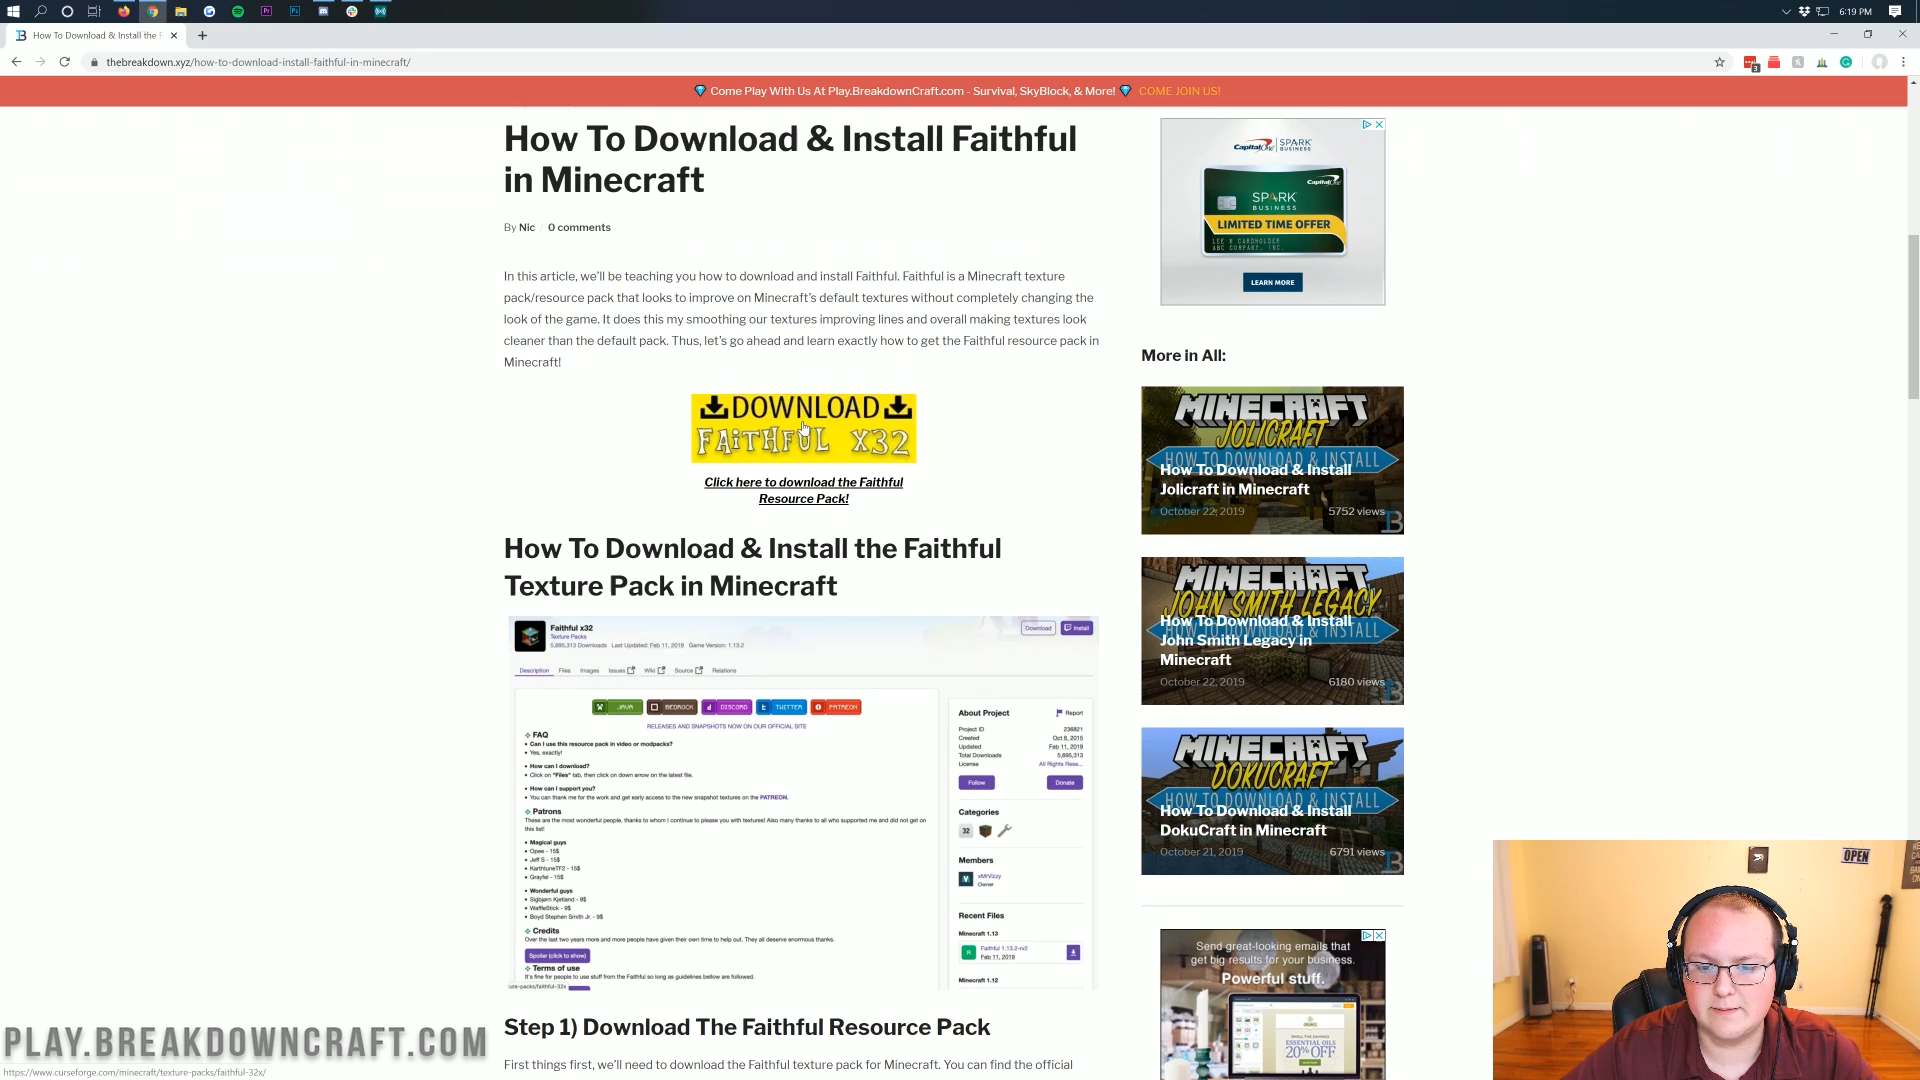 6:19 PM
How To Download & Install the F
thebreakdown.xyz/how-to-download-install-faithful-in-minecraft/
3
Come Play With Us At Play.BreakdownCraft.com - Survival, SkyBlock, & More! COME JOIN US!
How To Download & Install Faithful
in Minecraft
By Nic / 0 comments
In this article, we'll be teaching you how to download and install Faithful. Faithful is a Minecraft texture
pack/resource pack that looks to improve on Minecraft's default textures without completely changing the
look of the game. It does this my smoothing our textures improving lines and overall making textures look
cleaner than the default pack. Thus, let's go ahead and learn exactly how to get the Faithful resource pack in
Minecraft!
DOWNLOAD
FAITHFUL X32
Click here to download the Faithful
Resource Pack!
How To Download & Install the Faithful
Texture Pack in Minecraft
Faithful x32
Texture Packs
5,695,313 Downloads Last Updated: Feb 11, 2019 Game Version: 1.13.2
Download Install
Description Files Images Issues Wiki Source Relations
JAVA BEDROCK DISCORD TWITTER PATREON
RELEASES AND SNAPSHOTS NOW ON OUR OFFICIAL SITE
FAQ
• Can I use this resource pack in video or modpacks?
• Yes, exactly!
• How can I download?
• Click on "Files" tab, then click on down arrow on the latest file.
• How can I support you?
• You can thank me for the work and get early access to the new snapshot textures on the PATREON.
Patrons
These are the most wonderful people, thanks to whom I continue to please you with textures! Also many thanks to all who supported me and did not get on
this list!
• Magical guys
• Opee - 15$
• Jeff S - 15$
• KarthtuneTF2 - 15$
• Grayfel - 15$
• Wonderful guys
• Sigbjørn Kjetland - 9$
• WaffleStick - 9$
• Boyd Stephen Smith Jr. - 9$
Credits
Over the last two years more and more people have given their own time to help out. They all deserve enormous thanks.
Spoiler (click to show)
Terms of use
It's fine for people to use stuff from the Faithful so long as guidelines below are followed.
ure-packs/faithful-32x
About Project Report
Project ID 236821
Created Oct 8, 2015
Updated Feb 11, 2019
Total Downloads 5,695,313
License All Rights Rese...
Follow Donate
Categories
32
Members
xMrVizzy
Owner
Recent Files
Minecraft 1.13
R Faithful 1.13.2-rv2
Feb 11, 2019
Minecraft 1.12
Step 1) Download The Faithful Resource Pack
First things first, we'll need to download the Faithful texture pack for Minecraft. You can find the official
Capital One SPARK BUSINESS
Capital One
SPARK
BUSINESS
LIMITED TIME OFFER
LEE M CARDHOLDER
ABC COMPANY, INC.
LEARN MORE
More in All:
MINECRAFT
JOLICRAFT
HOW TO DOWNLOAD & INSTALL
How To Download & Install
Jolicraft in Minecraft
October 22, 2019 5752 views
MINECRAFT
JOHN SMITH LEGACY
HOW TO DOWNLOAD & INSTALL
How To Download & Install
John Smith Legacy in
Minecraft
October 22, 2019 6180 views
MINECRAFT
DOKUCRAFT
HOW TO DOWNLOAD & INSTALL
How To Download & Install
DokuCraft in Minecraft
October 21, 2019 6791 views
Send great-looking emails that
get big results for your business.
Powerful stuff.
ESSENTIAL OILS
20% OFF
OPEN
PLAY.BREAKDOWNCRAFT.COM
https://www.curseforge.com/minecraft/texture-packs/faithful-32x/